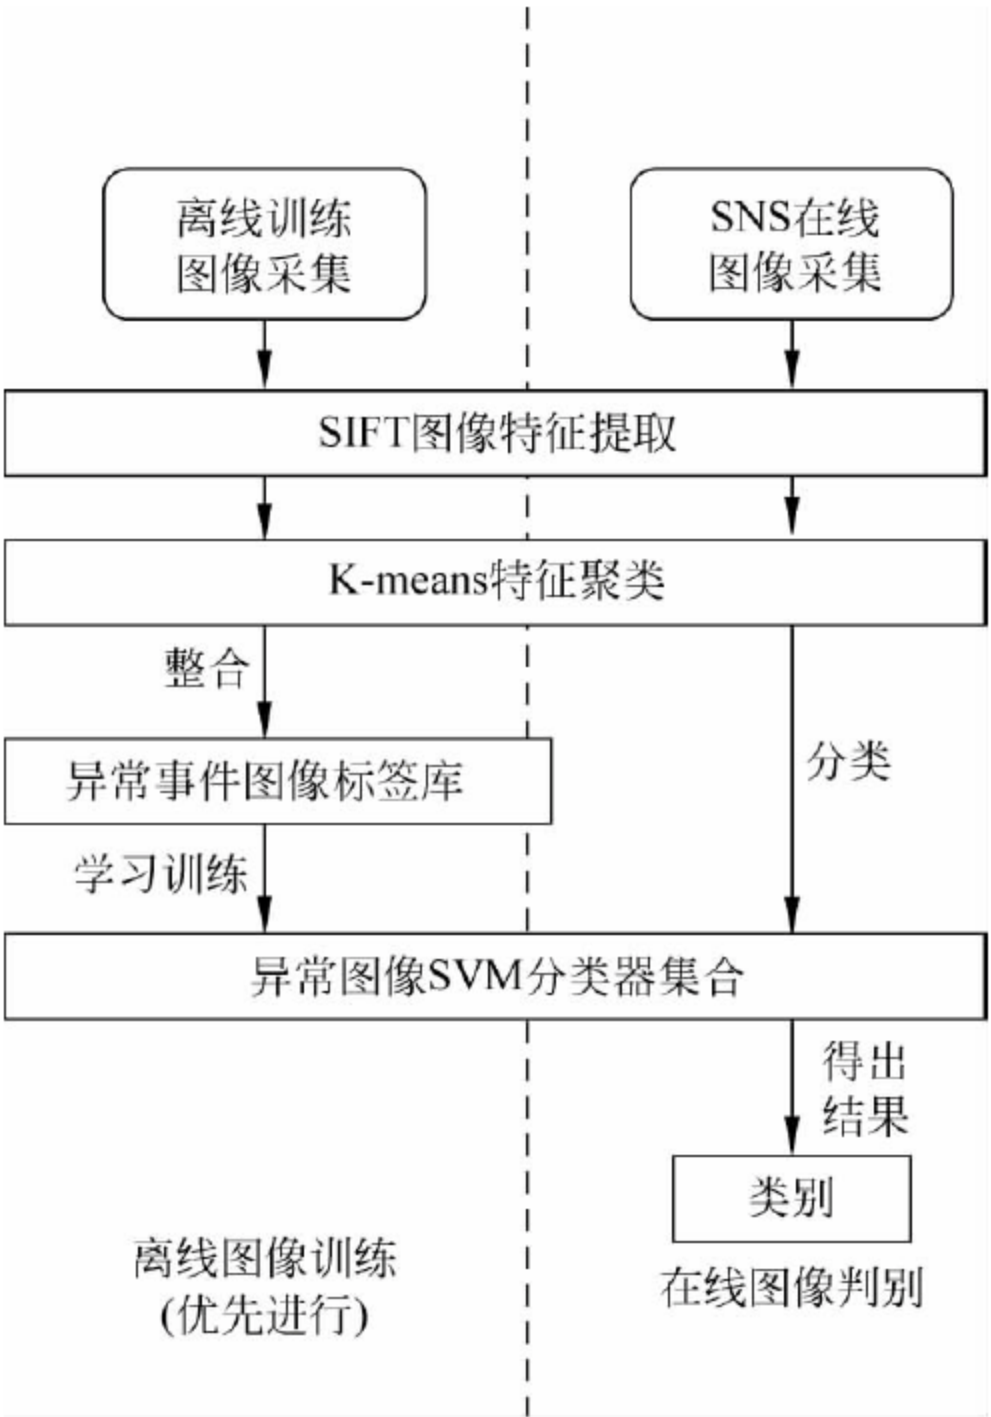 离线训练
图像采集
SNS在线
图像采集
SIFT图像特征提取
K-means特征聚类
整合
异常事件图像标签库
分类
学习训练
异常图像SVM分类器集合
得出
结果
类别
离线图像训练
(优先进行)
在线图像判别